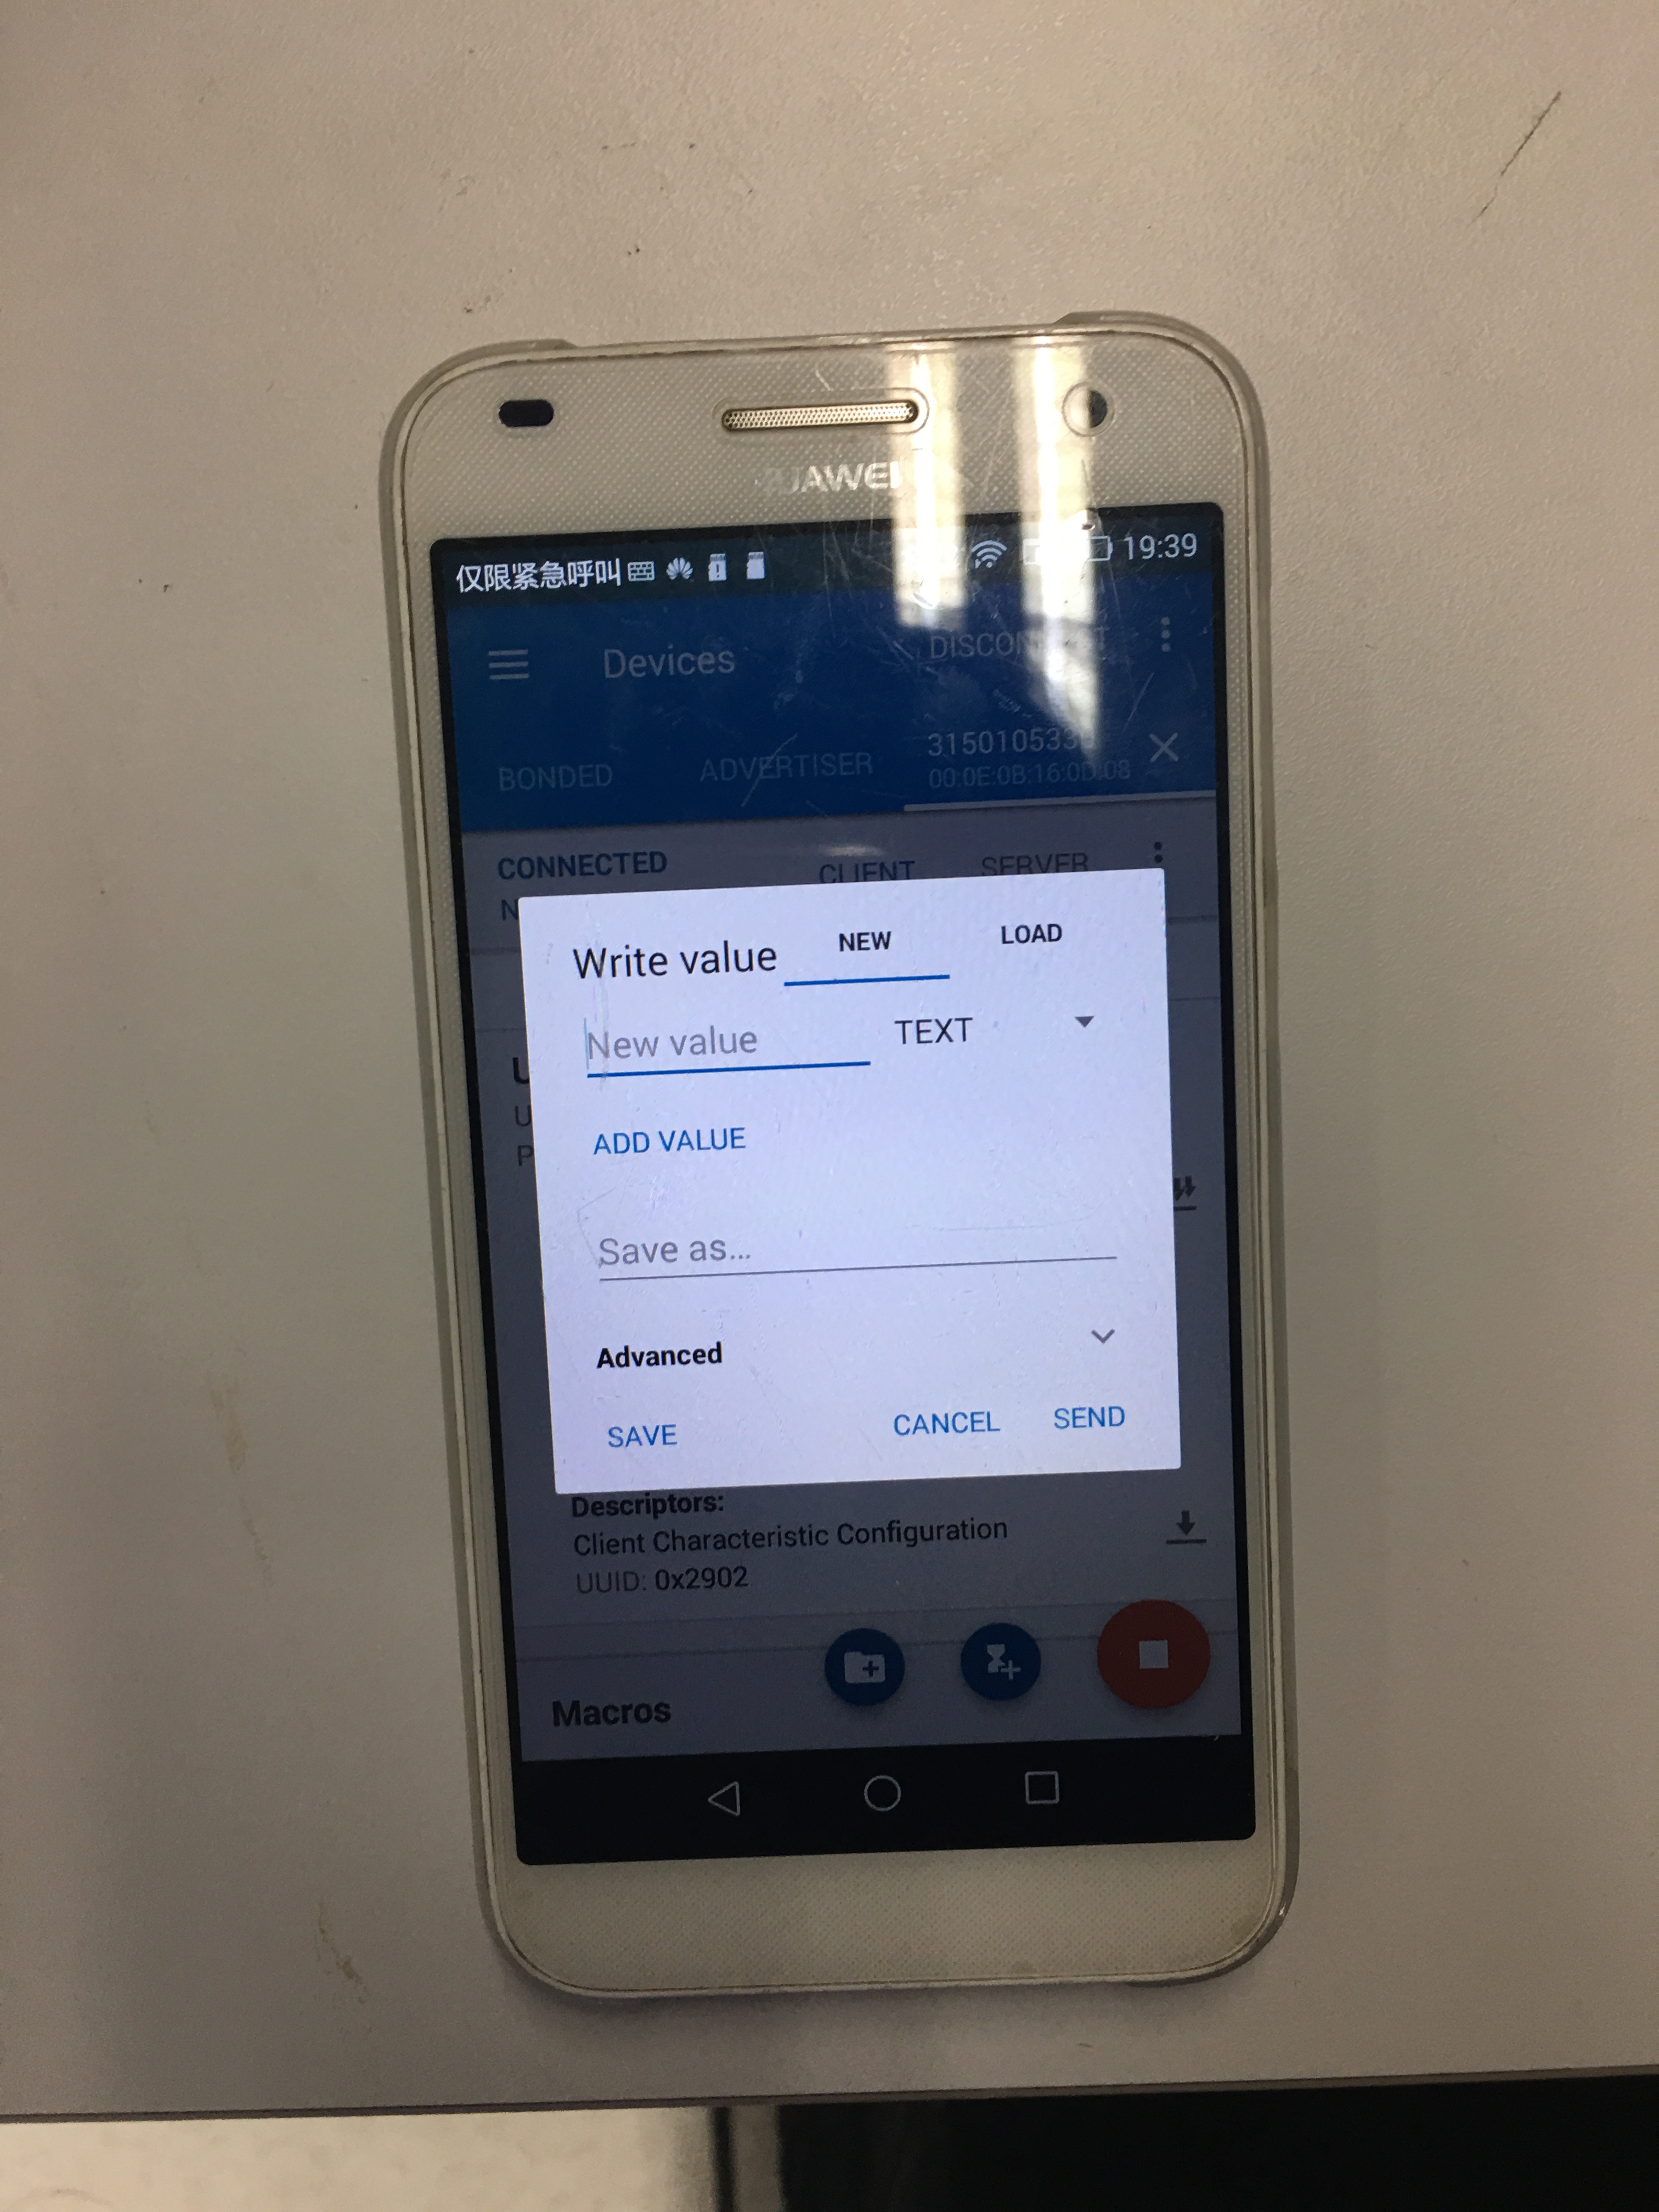 HUAWEI
仅限紧急呼叫 19:39
Devices
BONDED ADVERTISER 315010533
00:0E:0B:16:0D:08
CONNECTED CLIENT SERVER
N
Write value NEW LOAD
New value TEXT
ADD VALUE
Save as...
Advanced
SAVE CANCEL SEND
Descriptors:
Client Characteristic Configuration
UUID: 0x2902
Macros